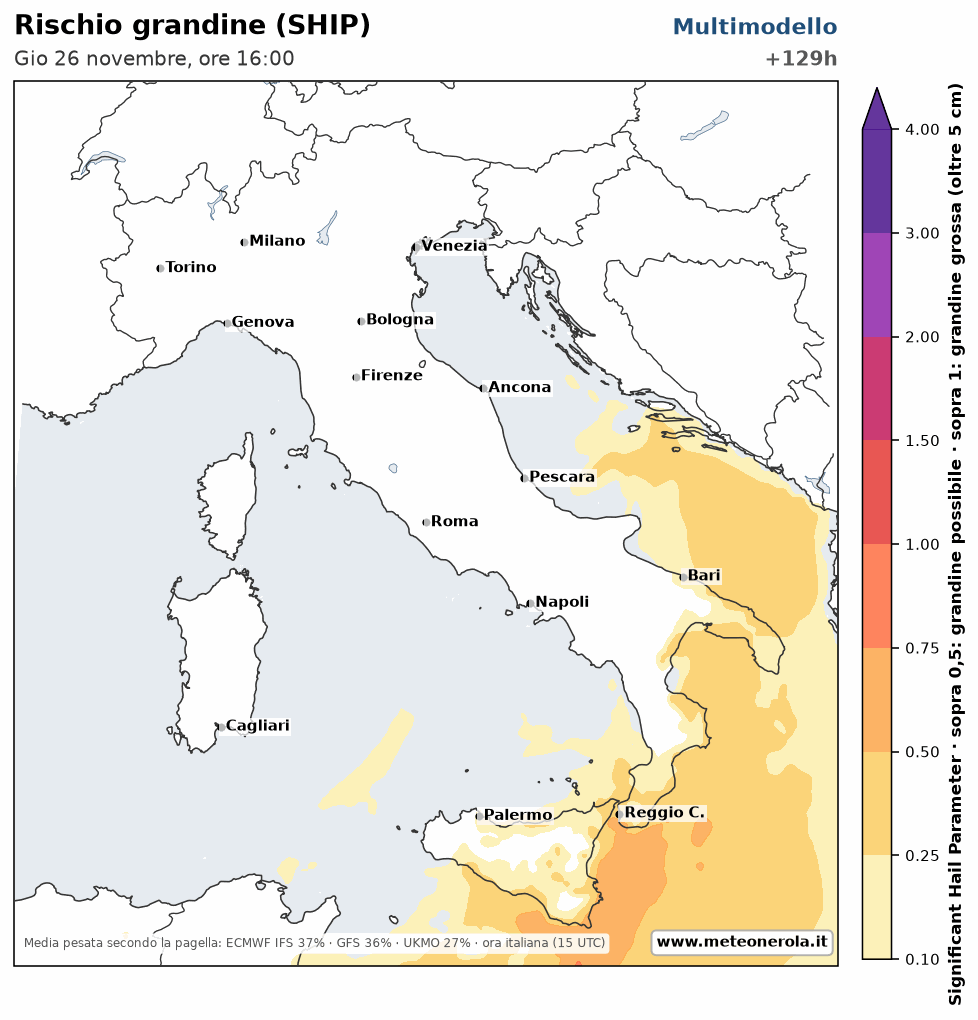 Rischio grandine (SHIP)
Multimodello
Gio 26 novembre, ore 16:00
+129h
Milano
Venezia
Torino
Genova
Bologna
Firenze
Ancona
Pescara
Roma
Bari
Napoli
Cagliari
Palermo
Reggio C.
Media pesata secondo la pagella: ECMWF IFS 37% · GFS 36% · UKMO 27% · ora italiana (15 UTC)
www.meteonerola.it
4.00
3.00
2.00
1.50
1.00
0.75
0.50
0.25
0.10
Significant Hail Parameter · sopra 0,5: grandine possibile · sopra 1: grandine grossa (oltre 5 cm)